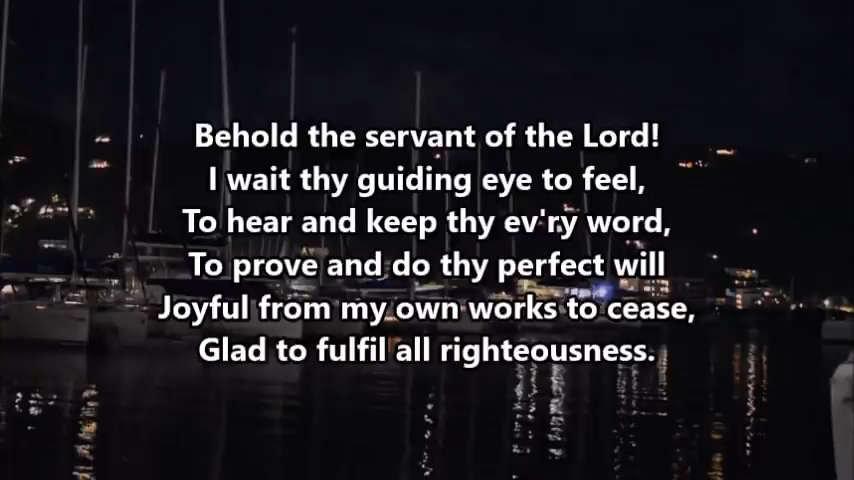 Behold the servant of the Lord!
I wait thy guiding eye to feel,
To hear and keep thy ev'ry word,
To prove and do thy perfect will
Joyful from my own works to cease,
Glad to fulfil all righteousness.